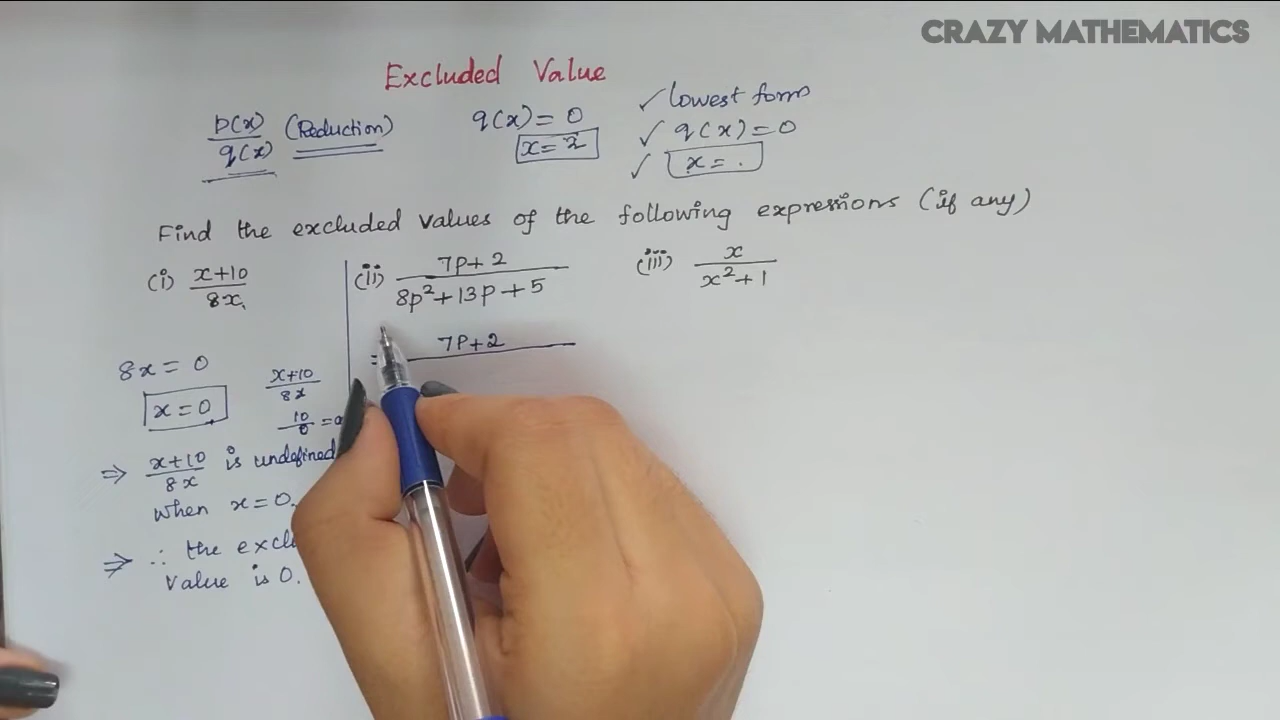 CRAZY MATHEMATICS
Excluded Value
p(x)/q(x) (Reduction)
q(x) = 0
x = 2
✓ lowest form
✓ q(x) = 0
✓ x = .
Find the excluded values of the following expressions (if any)
(i) x+10/8x
(ii) 7p+2/8p²+13p+5
(iii) x/x²+1
8x = 0
x = 0
x+10/8x
10/0 =
= 7p+2
⇒ x+10/8x is undefined
when x = 0.
⇒ ∴ the
value is 0.